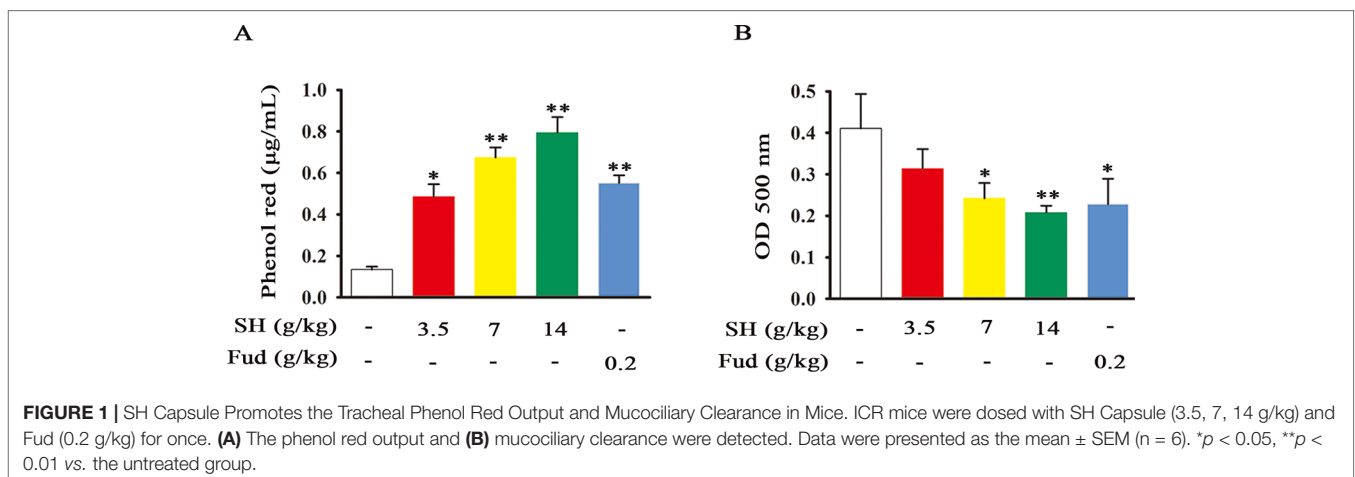 A
B
Phenol red (µg/mL)
1.0
0.8
0.6
0.4
0.2
0.0
*
**
**
**
SH (g/kg) - 3.5 7 14 -
Fud (g/kg) - - - - 0.2
OD 500 nm
0.5
0.4
0.3
0.2
0.1
0.0
*
**
*
- 3.5 7 14 -
SH (g/kg)
Fud (g/kg) - - - - 0.2
FIGURE 1 | SH Capsule Promotes the Tracheal Phenol Red Output and Mucociliary Clearance in Mice. ICR mice were dosed with SH Capsule (3.5, 7, 14 g/kg) and
Fud (0.2 g/kg) for once. (A) The phenol red output and (B) mucociliary clearance were detected. Data were presented as the mean ± SEM (n = 6). *p < 0.05, **p <
0.01 vs. the untreated group.